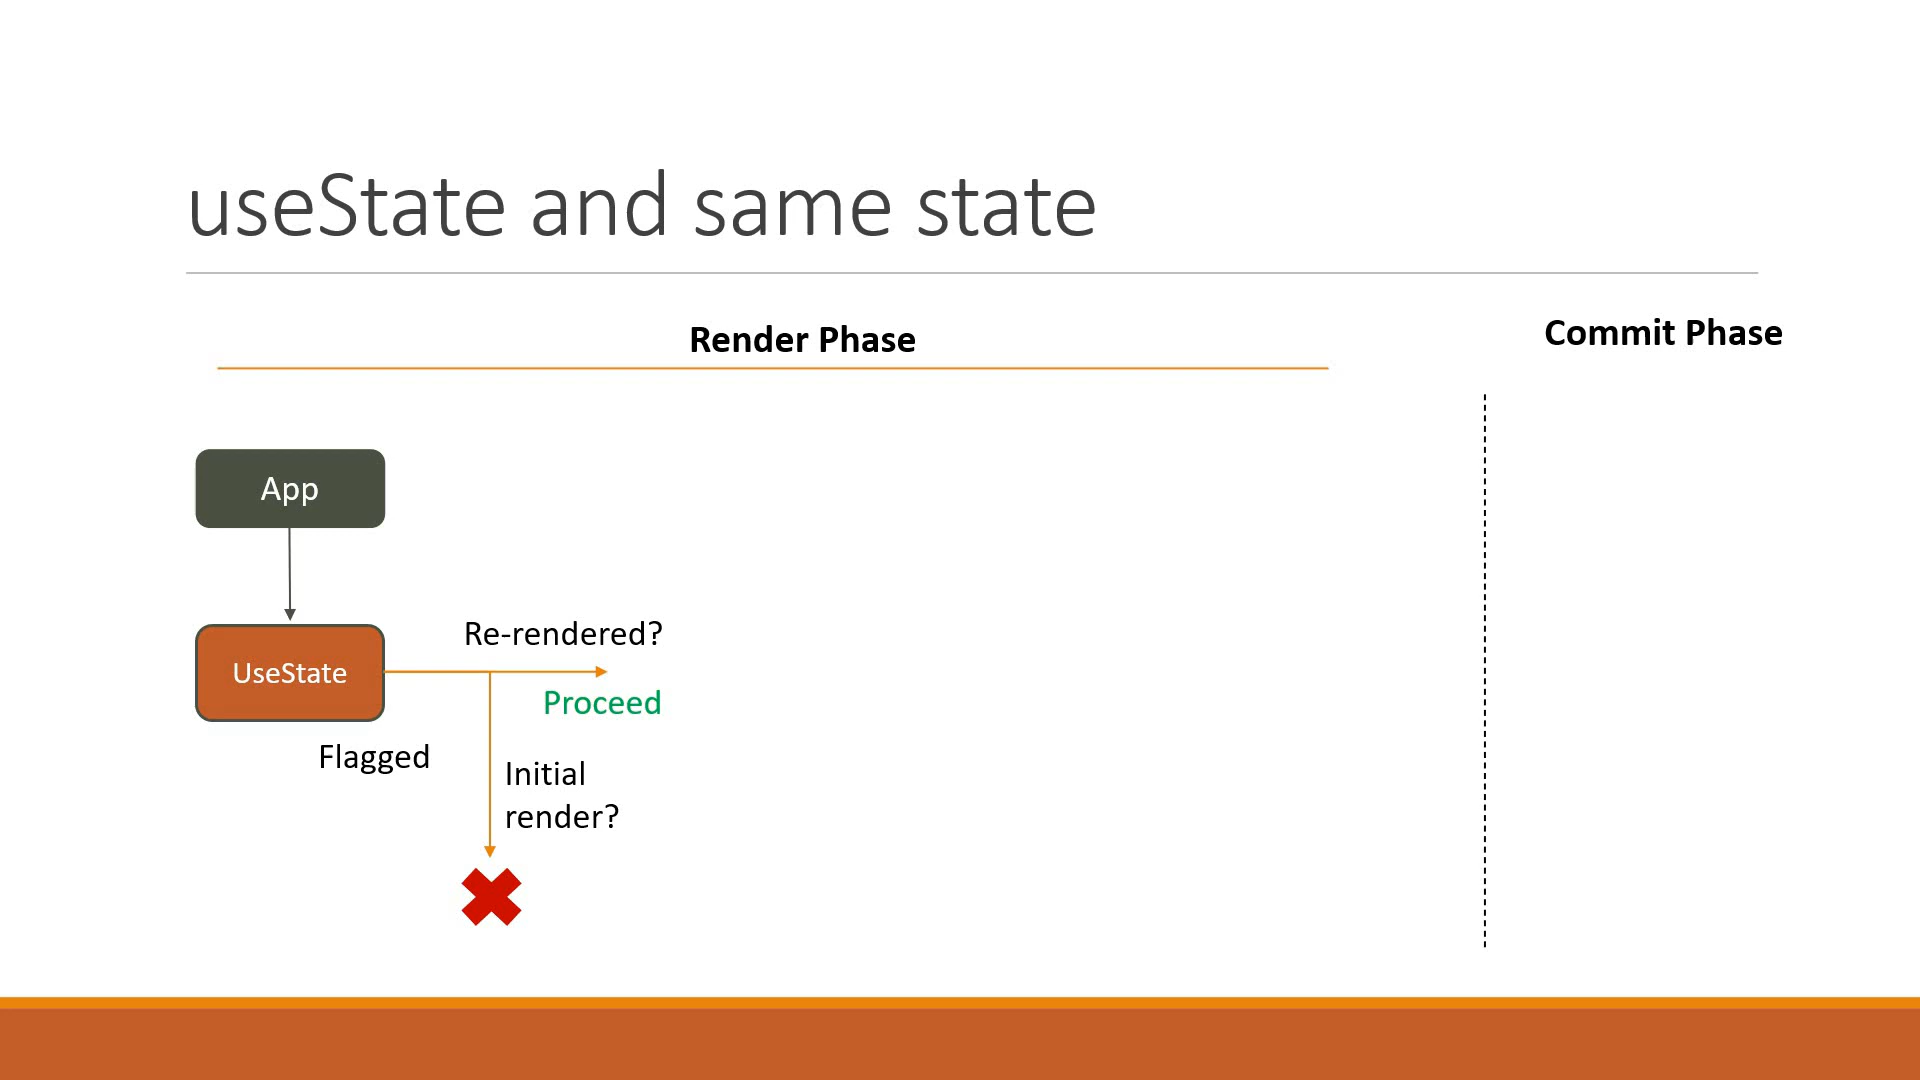 useState and same state
Render Phase
Commit Phase
App
Re-rendered?
UseState
Proceed
Flagged
Initial
render?